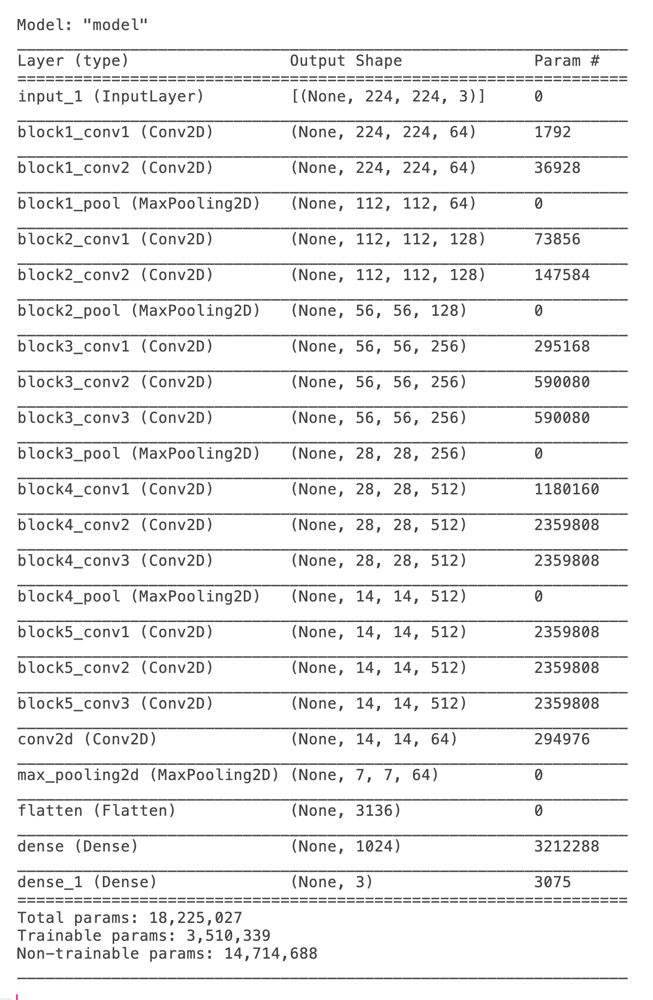 Model: "model"
_________________________________________________________________
Layer (type)                 Output Shape              Param #
=================================================================
input_1 (InputLayer)         [(None, 224, 224, 3)]     0
_________________________________________________________________
block1_conv1 (Conv2D)        (None, 224, 224, 64)      1792
_________________________________________________________________
block1_conv2 (Conv2D)        (None, 224, 224, 64)      36928
_________________________________________________________________
block1_pool (MaxPooling2D)   (None, 112, 112, 64)      0
_________________________________________________________________
block2_conv1 (Conv2D)        (None, 112, 112, 128)     73856
_________________________________________________________________
block2_conv2 (Conv2D)        (None, 112, 112, 128)     147584
_________________________________________________________________
block2_pool (MaxPooling2D)   (None, 56, 56, 128)       0
_________________________________________________________________
block3_conv1 (Conv2D)        (None, 56, 56, 256)       295168
_________________________________________________________________
block3_conv2 (Conv2D)        (None, 56, 56, 256)       590080
_________________________________________________________________
block3_conv3 (Conv2D)        (None, 56, 56, 256)       590080
_________________________________________________________________
block3_pool (MaxPooling2D)   (None, 28, 28, 256)       0
_________________________________________________________________
block4_conv1 (Conv2D)        (None, 28, 28, 512)       1180160
_________________________________________________________________
block4_conv2 (Conv2D)        (None, 28, 28, 512)       2359808
_________________________________________________________________
block4_conv3 (Conv2D)        (None, 28, 28, 512)       2359808
_________________________________________________________________
block4_pool (MaxPooling2D)   (None, 14, 14, 512)       0
_________________________________________________________________
block5_conv1 (Conv2D)        (None, 14, 14, 512)       2359808
_________________________________________________________________
block5_conv2 (Conv2D)        (None, 14, 14, 512)       2359808
_________________________________________________________________
block5_conv3 (Conv2D)        (None, 14, 14, 512)       2359808
_________________________________________________________________
conv2d (Conv2D)              (None, 14, 14, 64)        294976
_________________________________________________________________
max_pooling2d (MaxPooling2D) (None, 7, 7, 64)          0
_________________________________________________________________
flatten (Flatten)            (None, 3136)              0
_________________________________________________________________
dense (Dense)                (None, 1024)              3212288
_________________________________________________________________
dense_1 (Dense)              (None, 3)                 3075
=================================================================
Total params: 18,225,027
Trainable params: 3,510,339
Non-trainable params: 14,714,688
_________________________________________________________________